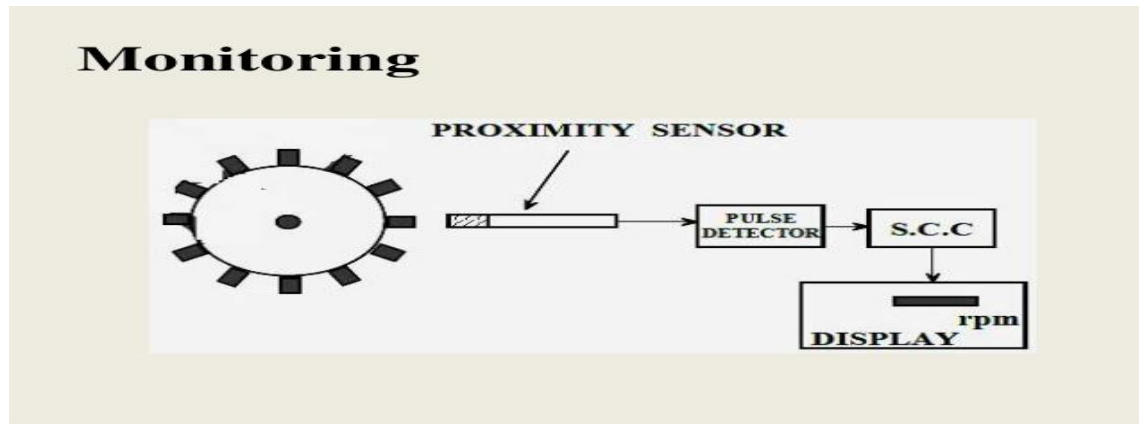 Monitoring
PROXIMITY SENSOR
PULSE
DETECTOR
S.C.C
rpm
DISPLAY